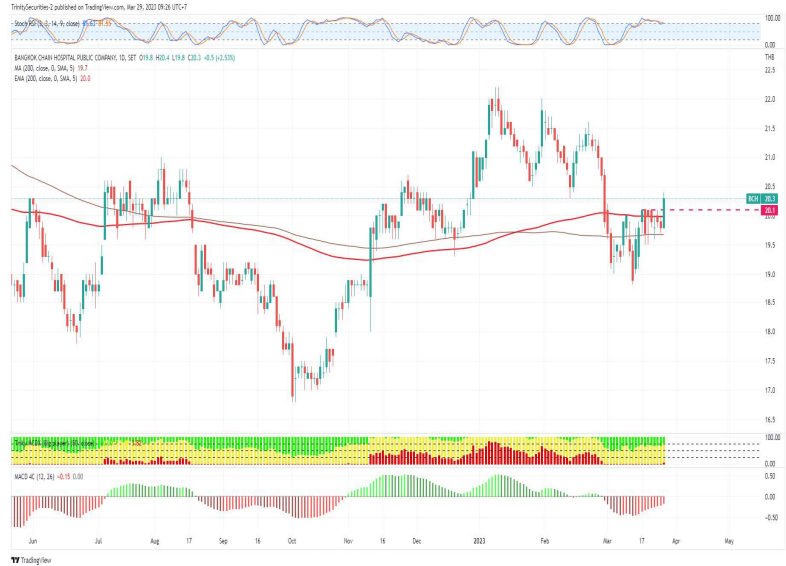 TrinitySecurities-2 published on TradingView.com, Mar 29, 2023 09:26 UTC+7
100.00
0.00
BANGKOK CHAIN HOSPITAL PUBLIC COMPANY, 1D, SET O19.8 H20.4 L19.8 C20.3 +0.5 (+2.53%)
THB
MA (200, close, 0, SMA, 5) 19.7
EMA (200, close, 0, SMA, 5) 20.0
22.5
22.0
21.5
21.0
20.5
BCH 20.3
20.1
20.0
19.5
19.0
18.5
18.0
17.5
17.0
16.5
100.00
0.00
MACD 4C (12, 26) -0.15 0.00
0.50
0.00
-0.50
Jun Jul Aug 17 Sep 16 Oct Nov 16 Dec 2023 Feb Mar 17 Apr May
TradingView